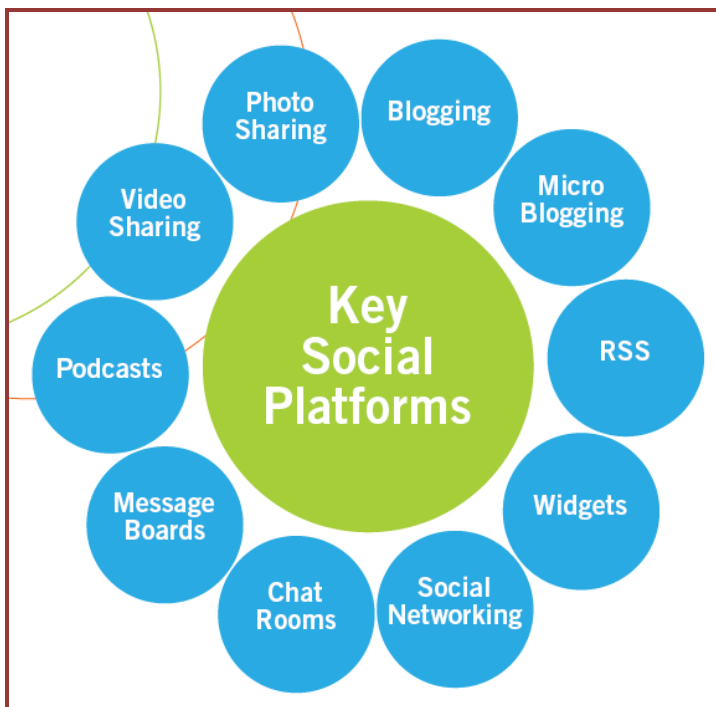 Key
Social
Platforms
Photo
Sharing
Blogging
Micro
Blogging
RSS
Widgets
Social
Networking
Chat
Rooms
Message
Boards
Podcasts
Video
Sharing